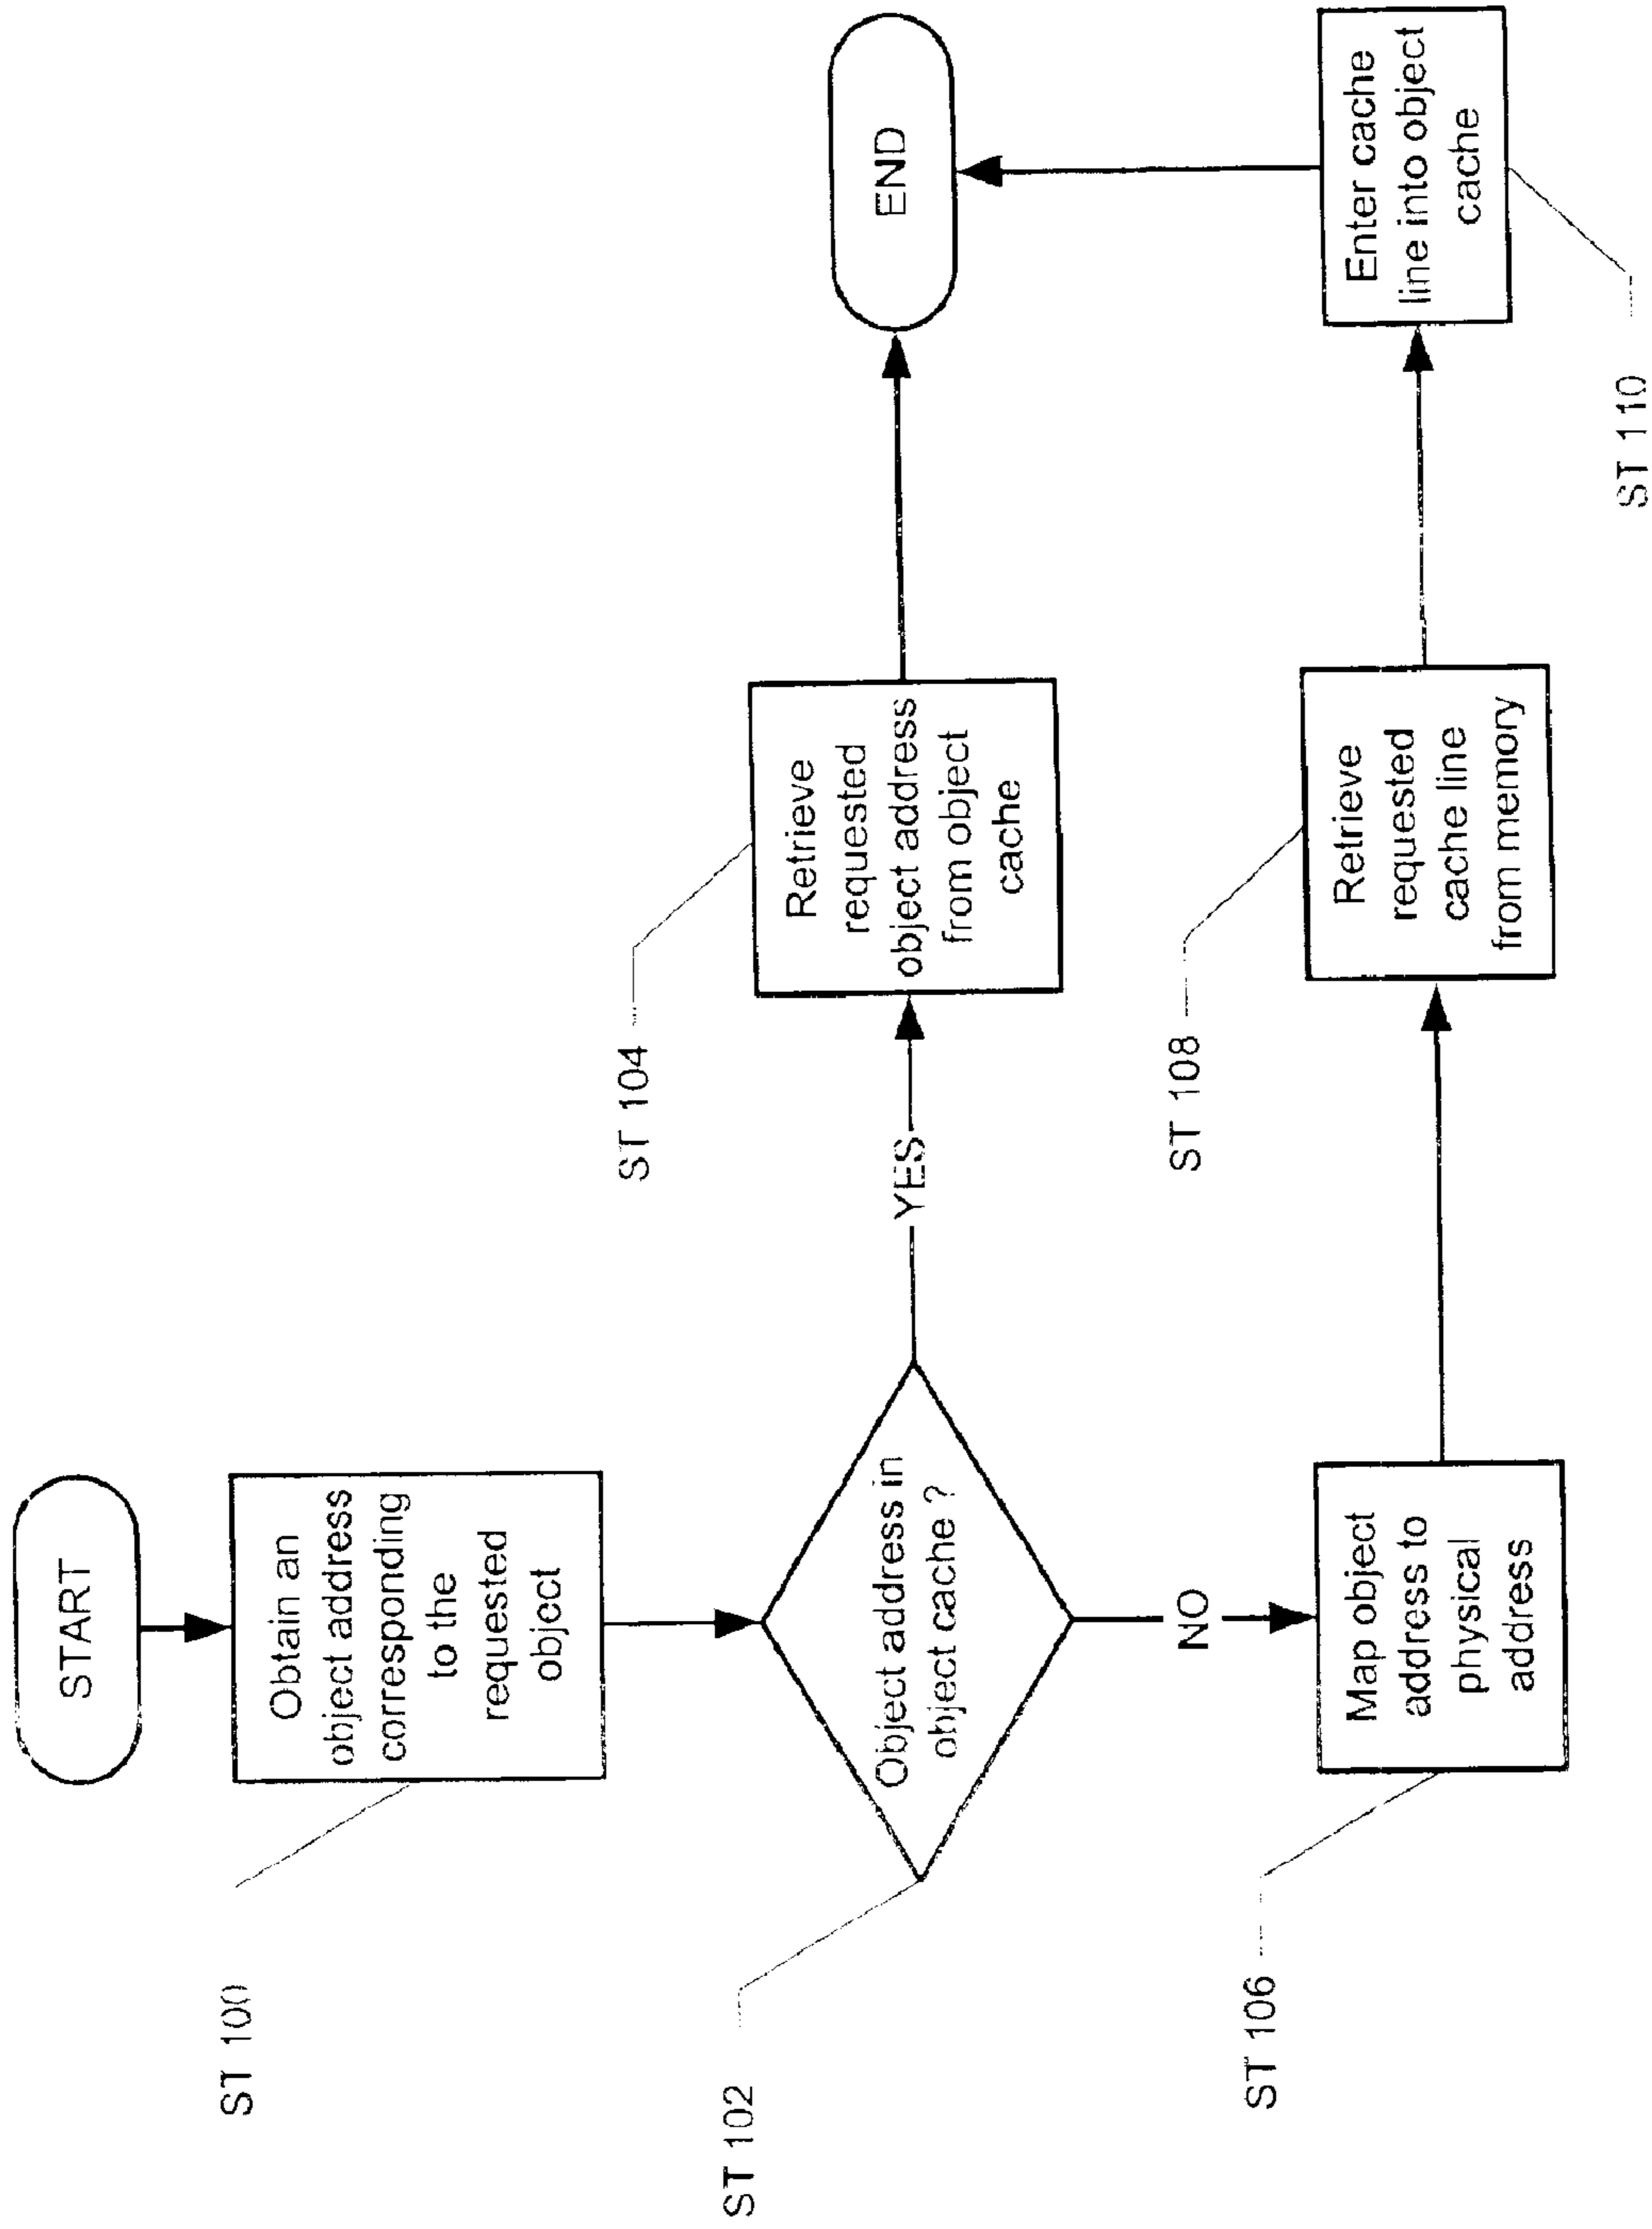 START
Obtain an
object address
corresponding
to the
requested
object
ST 100
Object address in
object cache ?
ST 102
YES
Retrieve
requested
object address
from object
cache
ST 104
END
NO
Map object
address to
physical
address
ST 106
Retrieve
requested
cache line
from memory
ST 108
Enter cache
line into object
cache
ST 110